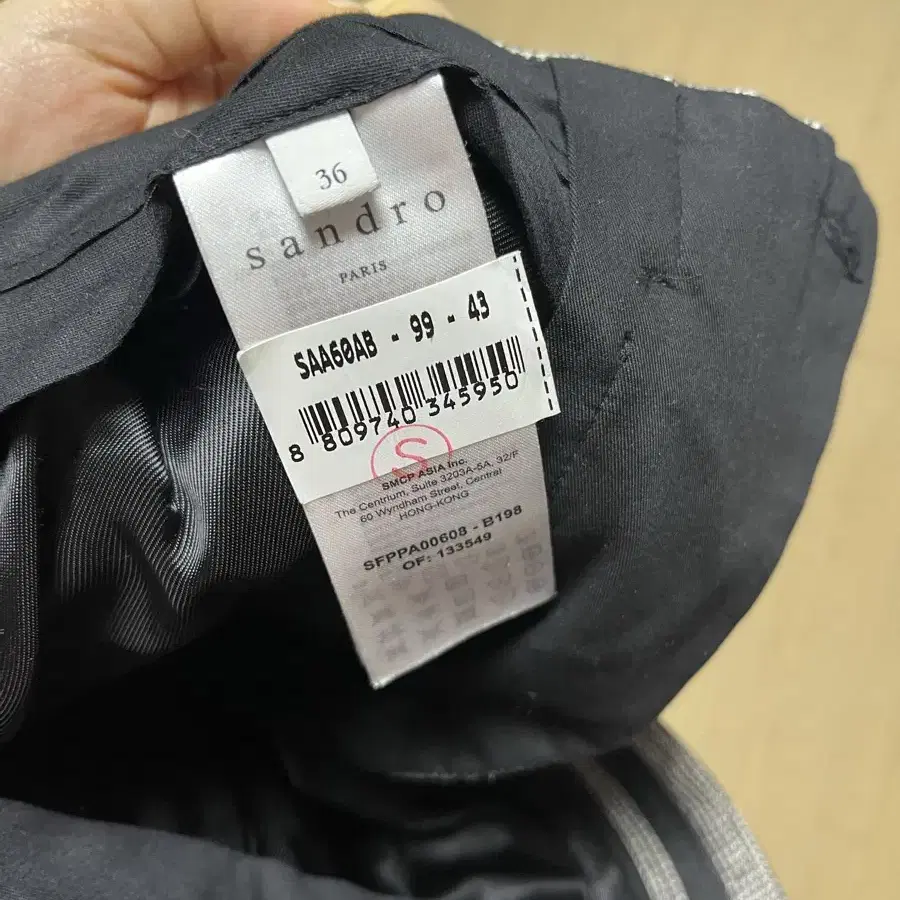 36
sandro
PARIS
SAA60AB - 99 - 43
8 809740 345950
S
SMCP ASIA Inc.
The Centrium, Suite 3203A-5A, 32/F
60 Wyndham Street, Central
HONG-KONG
SFPPA00608 - B198
OF: 133549